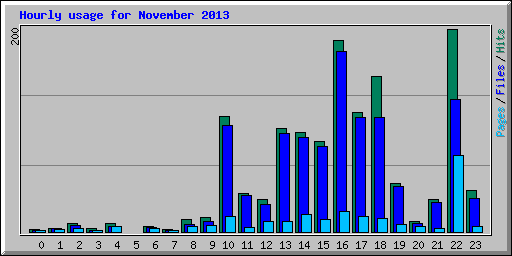 Hourly usage for November 2013
200
Pages/Files/Hits
0 1 2 3 4 5 6 7 8 9 10 11 12 13 14 15 16 17 18 19 20 21 22 23